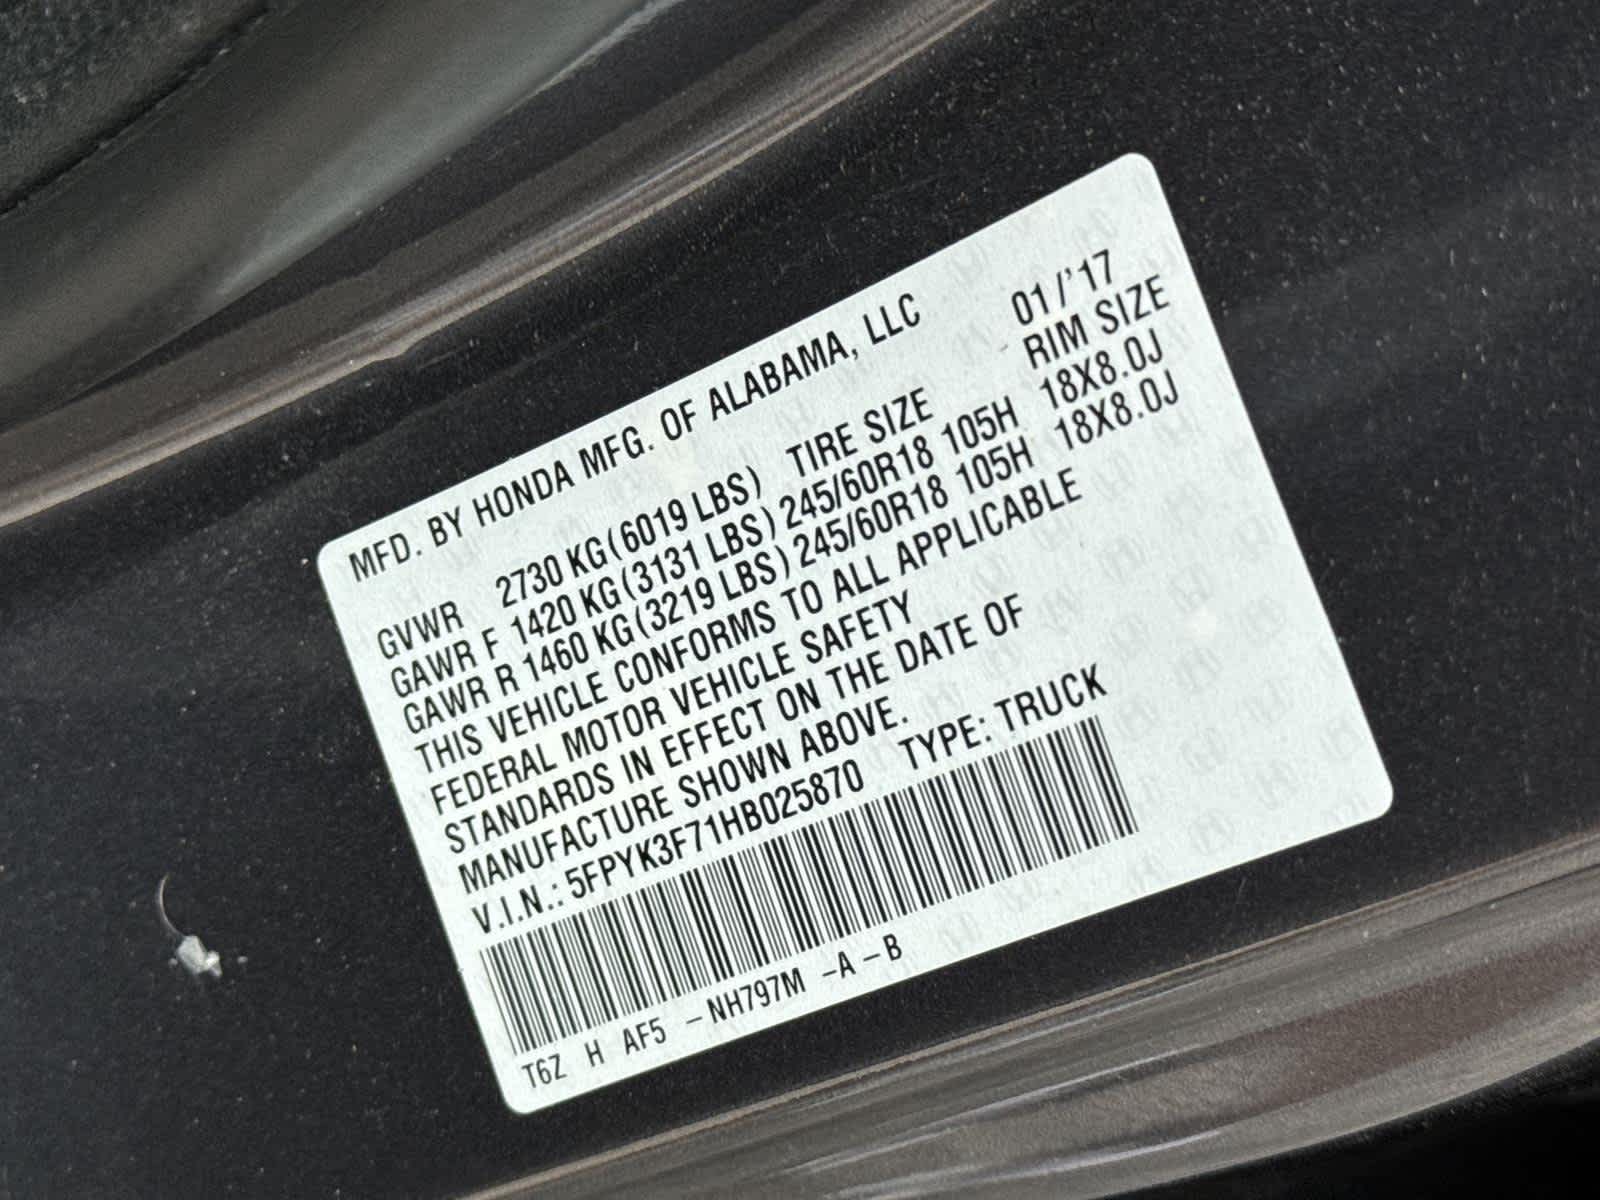 MFD. BY HONDA MFG. OF ALABAMA, LLC 01/'17
GVWR 2730 KG(6019 LBS) TIRE SIZE RIM SIZE
GAWR F 1420 KG(3131 LBS) 245/60R18 105H 18X8.0J
GAWR R 1460 KG(3219 LBS) 245/60R18 105H 18X8.0J
THIS VEHICLE CONFORMS TO ALL APPLICABLE
FEDERAL MOTOR VEHICLE SAFETY
STANDARDS IN EFFECT ON THE DATE OF
MANUFACTURE SHOWN ABOVE.
V.I.N.: 5FPYK3F71HB025870 TYPE: TRUCK
T6Z H AF5 -NH797M -A -B